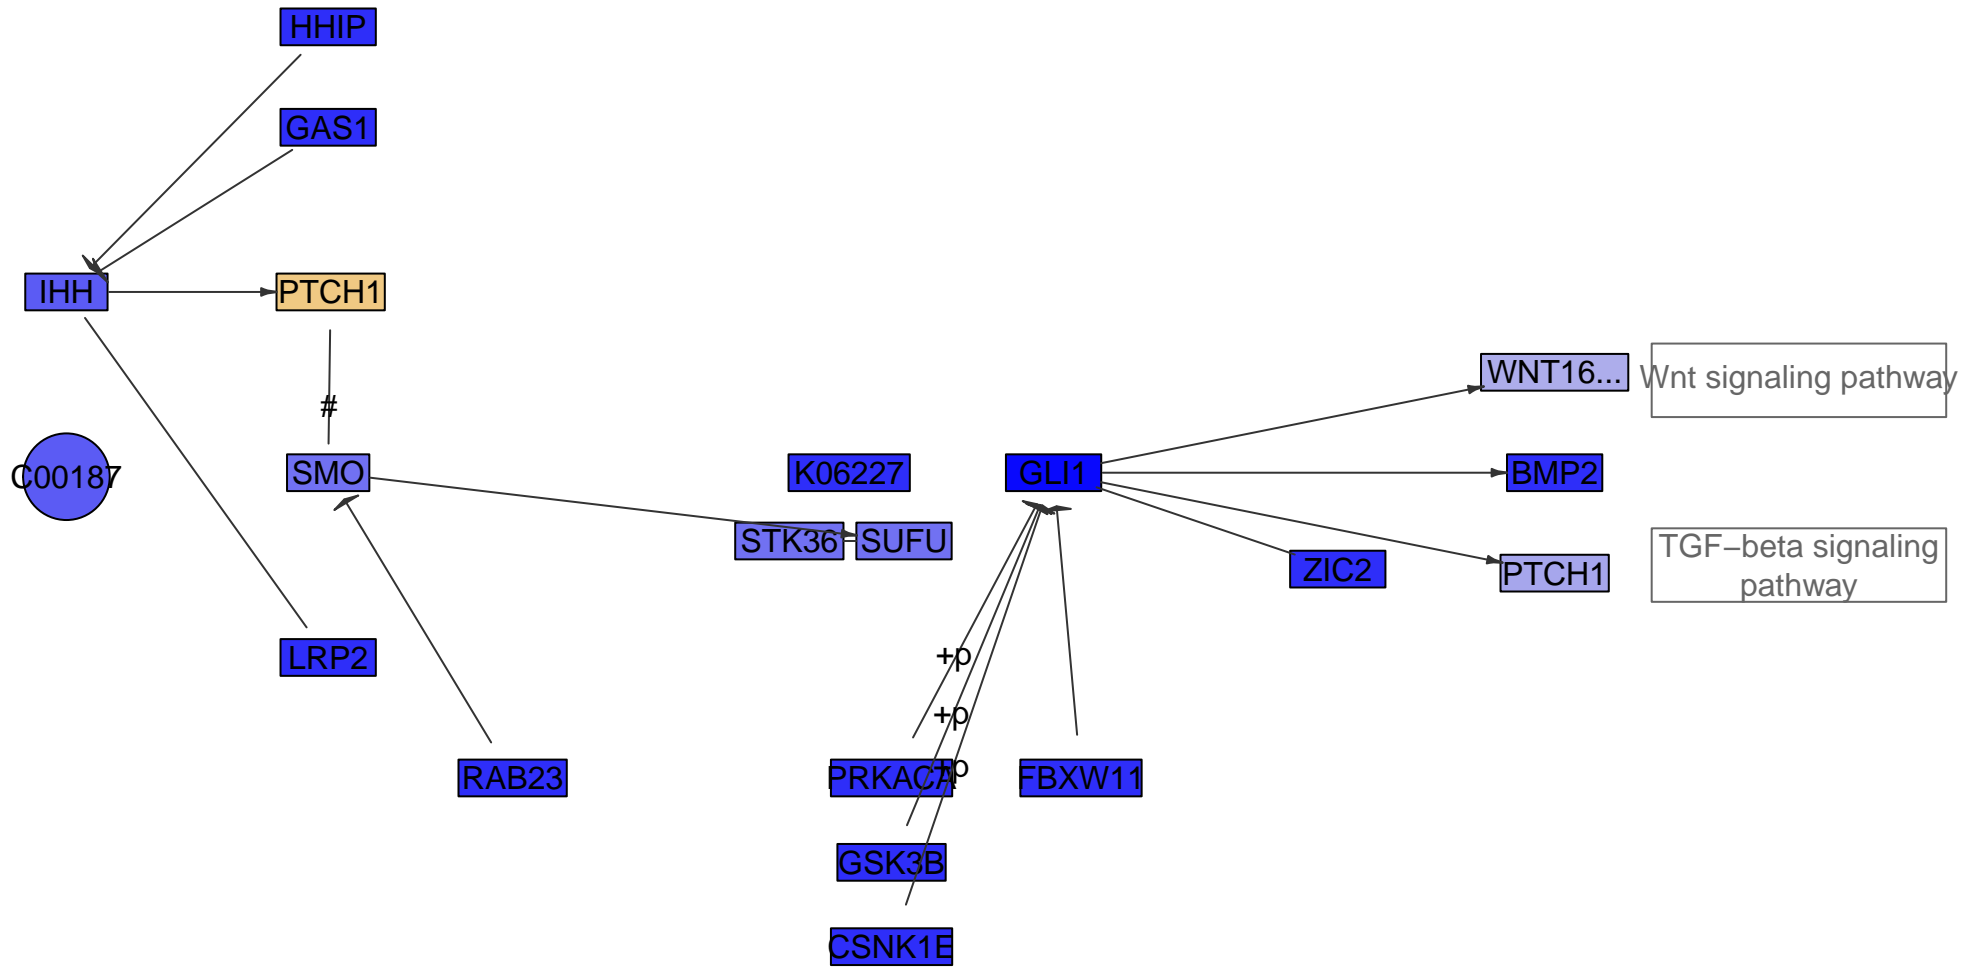 HHIP
GAS1
IHH
PTCH1
WNT16...
Wnt signaling pathway
#
C00187
SMO
K06227
GLI1
BMP2
STK36
SUFU
TGF−beta signaling
pathway
ZIC2
PTCH1
LRP2
+p
+p
+p
RAB23
PRKACA
FBXW11
GSK3B
CSNK1E